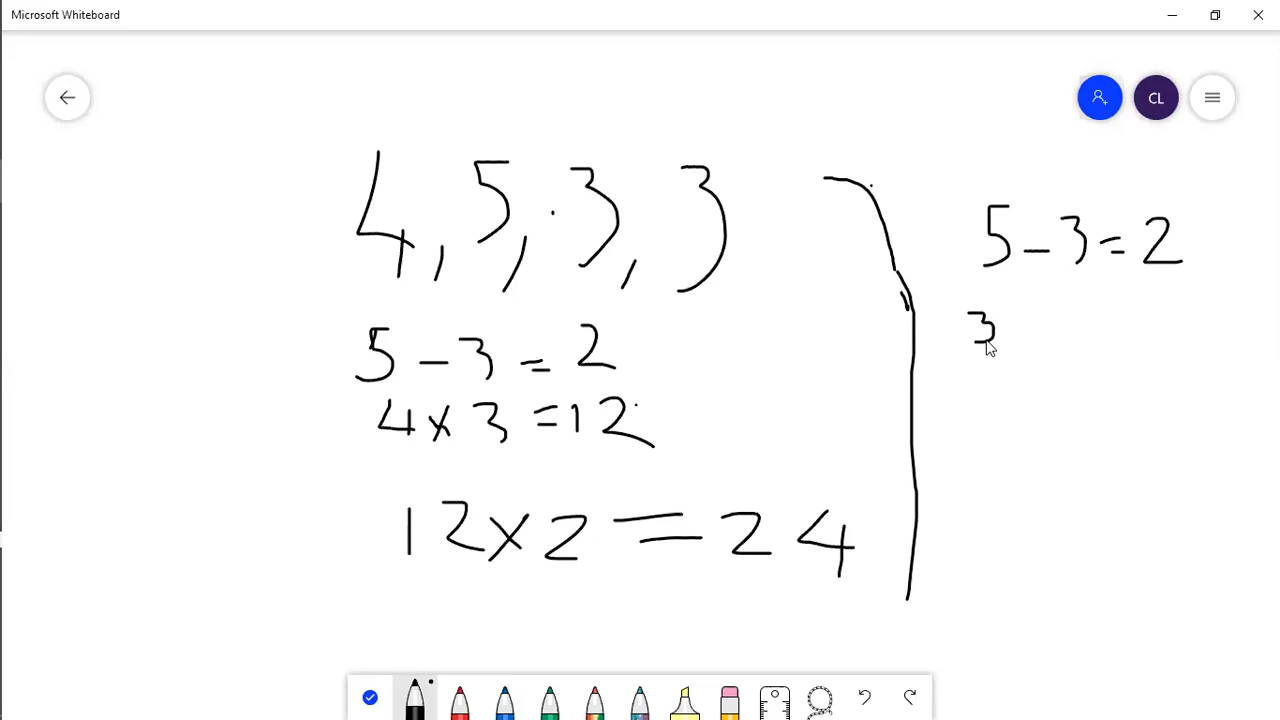 Microsoft Whiteboard
CL
4, 5, 3, 3
5 - 3 = 2
4 x 3 = 12
12 x 2 = 24
5 - 3 = 2
3